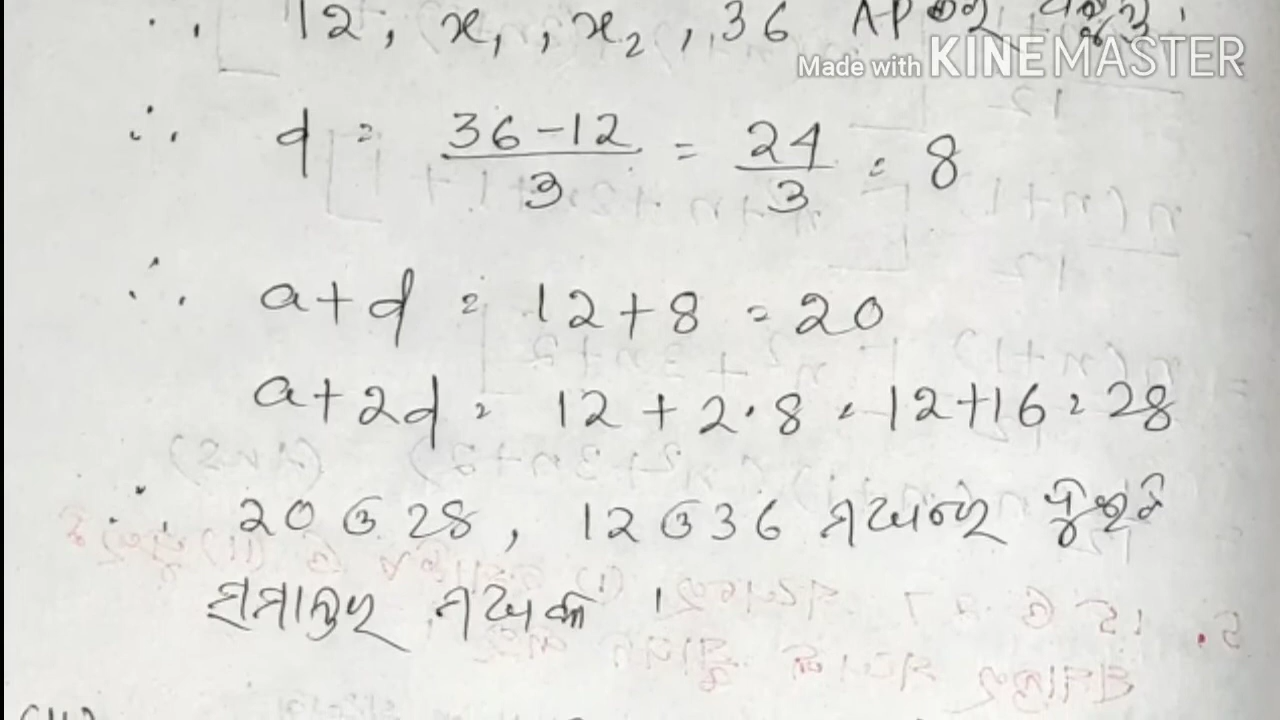 ∴ 12, x₁, x₂, 36 AP
Made with KINEMASTER
∴ d = 36-12/3 = 24/3 = 8
∴ a+d = 12+8 = 20
a+2d = 12+2·8 = 12+16 = 28
∴ 20 ଓ 28, 12 ଓ 36 ମଧ୍ୟରେ ଦୁଇଟି
ସମାନ୍ତର ମଧ୍ୟକ ।